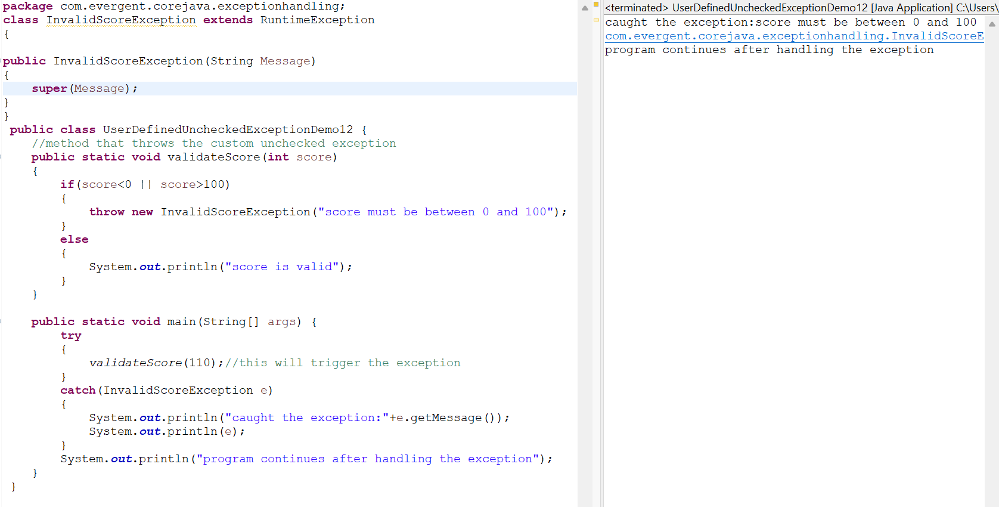 package com.evergent.corejava.exceptionhandling;
class InvalidScoreException extends RuntimeException
{
public InvalidScoreException(String Message)
{
super(Message);
}
}
public class UserDefinedUncheckedExceptionDemo12 {
//method that throws the custom unchecked exception
public static void validateScore(int score)
{
if(score<0 || score>100)
{
throw new InvalidScoreException("score must be between 0 and 100");
}
else
{
System.out.println("score is valid");
}
}
public static void main(String[] args) {
try
{
validateScore(110);//this will trigger the exception
}
catch(InvalidScoreException e)
{
System.out.println("caught the exception:"+e.getMessage());
System.out.println(e);
}
System.out.println("program continues after handling the exception");
}
}
<terminated> UserDefinedUncheckedExceptionDemo12 [Java Application] C:\Users\
caught the exception:score must be between 0 and 100
com.evergent.corejava.exceptionhandling.InvalidScoreE
program continues after handling the exception